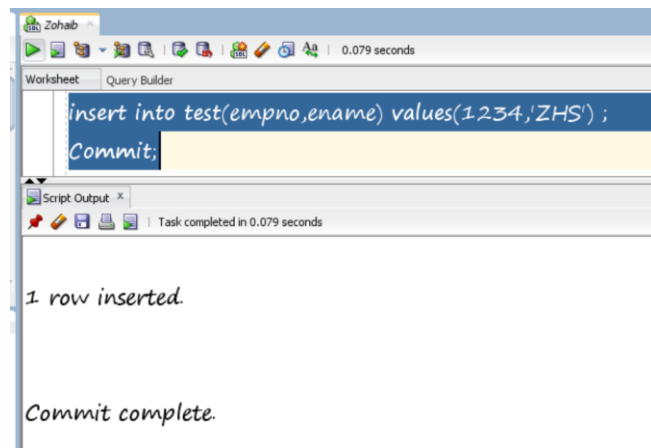 Zohaib
0.079 seconds
Worksheet Query Builder
insert into test(empno,ename) values(1234,'ZHS') ;
Commit;
Script Output
Task completed in 0.079 seconds
1 row inserted.
Commit complete.